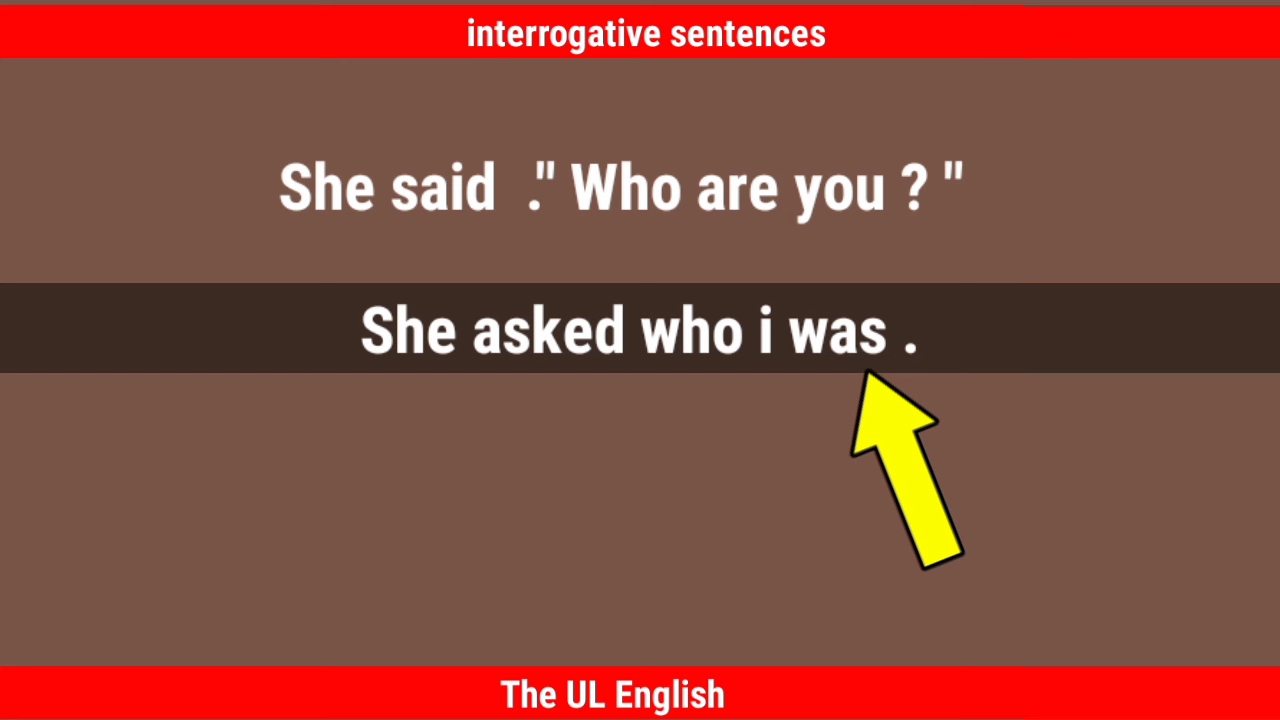 interrogative sentences
She said ." Who are you ? "
She asked who i was .
The UL English